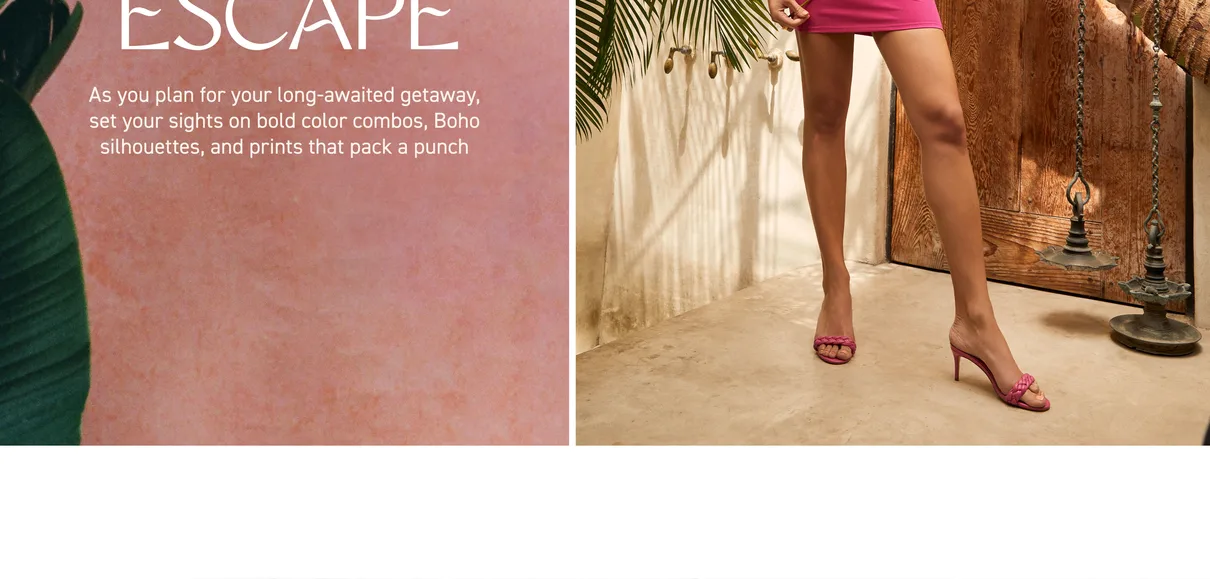 ESCAPE
As you plan for your long-awaited getaway,
set your sights on bold color combos, Boho
silhouettes, and prints that pack a punch